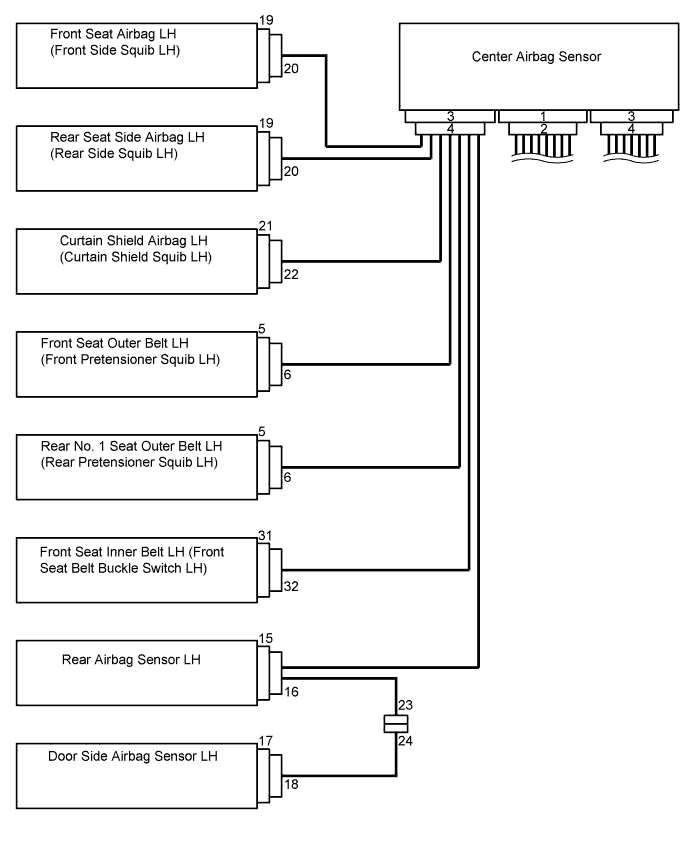 19
Front Seat Airbag LH
(Front Side Squib LH)
20
Center Airbag Sensor
3
1
3
4
2
4
19
Rear Seat Side Airbag LH
(Rear Side Squib LH)
20
21
Curtain Shield Airbag LH
(Curtain Shield Squib LH)
22
5
Front Seat Outer Belt LH
(Front Pretensioner Squib LH)
6
5
Rear No. 1 Seat Outer Belt LH
(Rear Pretensioner Squib LH)
6
31
Front Seat Inner Belt LH (Front
Seat Belt Buckle Switch LH)
32
15
Rear Airbag Sensor LH
16
23
24
17
Door Side Airbag Sensor LH
18